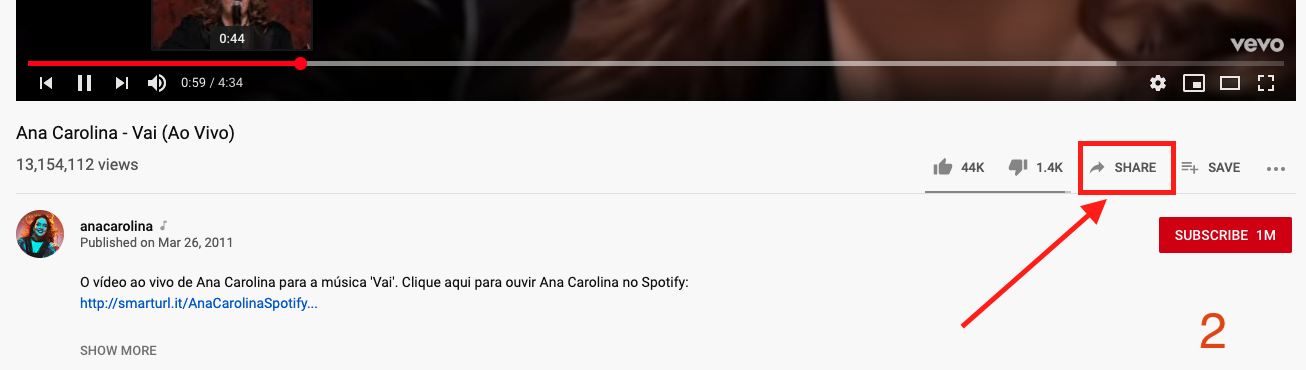 0:44
vevo
0:59 / 4:34
Ana Carolina - Vai (Ao Vivo)
13,154,112 views
44K 1.4K SHARE SAVE
anacarolina
Published on Mar 26, 2011
SUBSCRIBE 1M
O vídeo ao vivo de Ana Carolina para a música 'Vai'. Clique aqui para ouvir Ana Carolina no Spotify:
http://smarturl.it/AnaCarolinaSpotify...
2
SHOW MORE